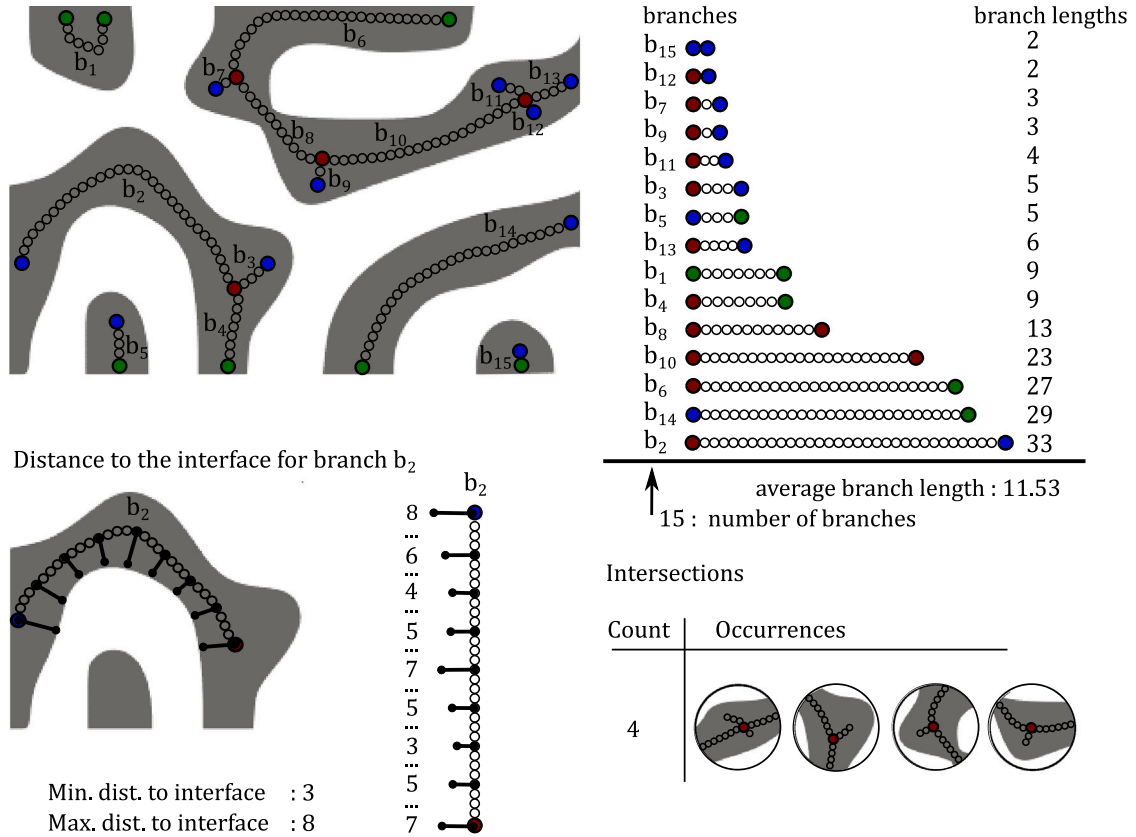 b1
b6
b7
b13
b11
b12
b8
b10
b9
b2
b14
b3
b4
b5
b15
branches branch lengths
b15 2
b12 2
b7 3
b9 3
b11 4
b3 5
b5 5
b13 6
b1 9
b4 9
b8 13
b10 23
b6 27
b14 29
b2 33
average branch length : 11.53
15 : number of branches
Distance to the interface for branch b2
b2
b2
8
...
6
...
4
...
5
...
7
...
5
...
3
...
5
...
7
Min. dist. to interface : 3
Max. dist. to interface : 8
Intersections
Count Occurrences
4